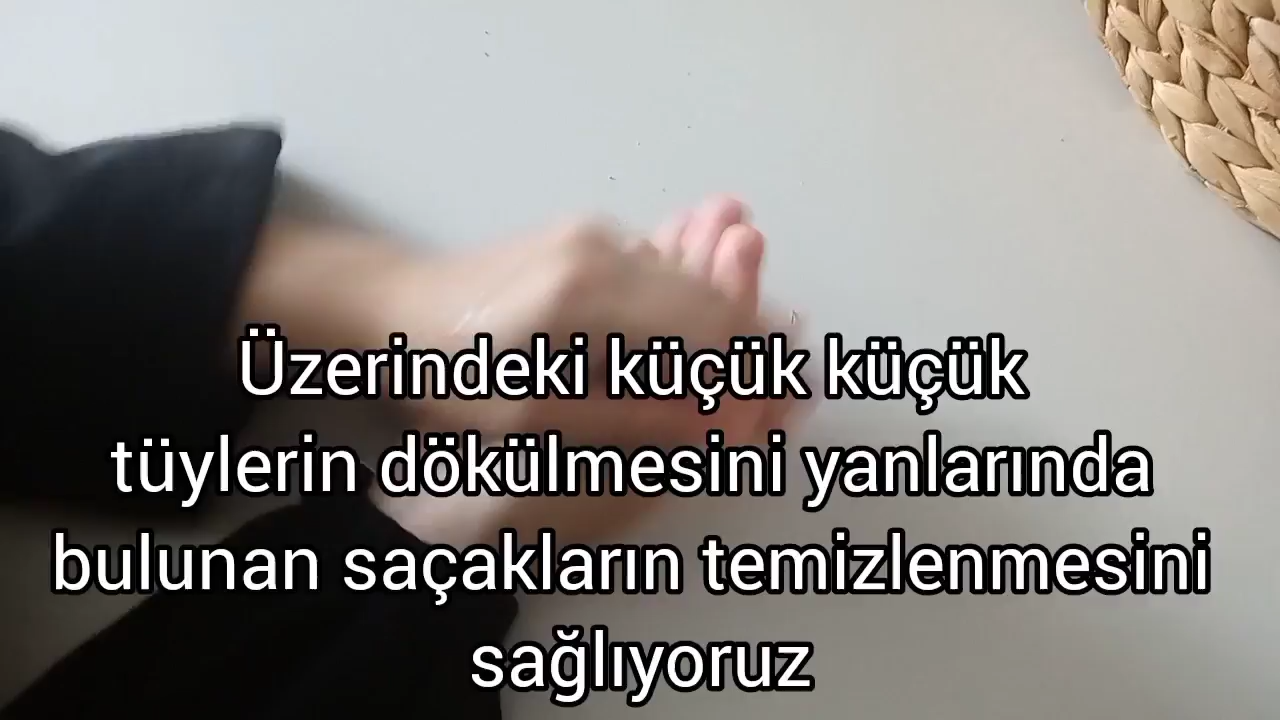 Üzerindeki küçük küçük
tüylerin dökülmesini yanlarında
bulunan saçakların temizlenmesini
sağlıyoruz